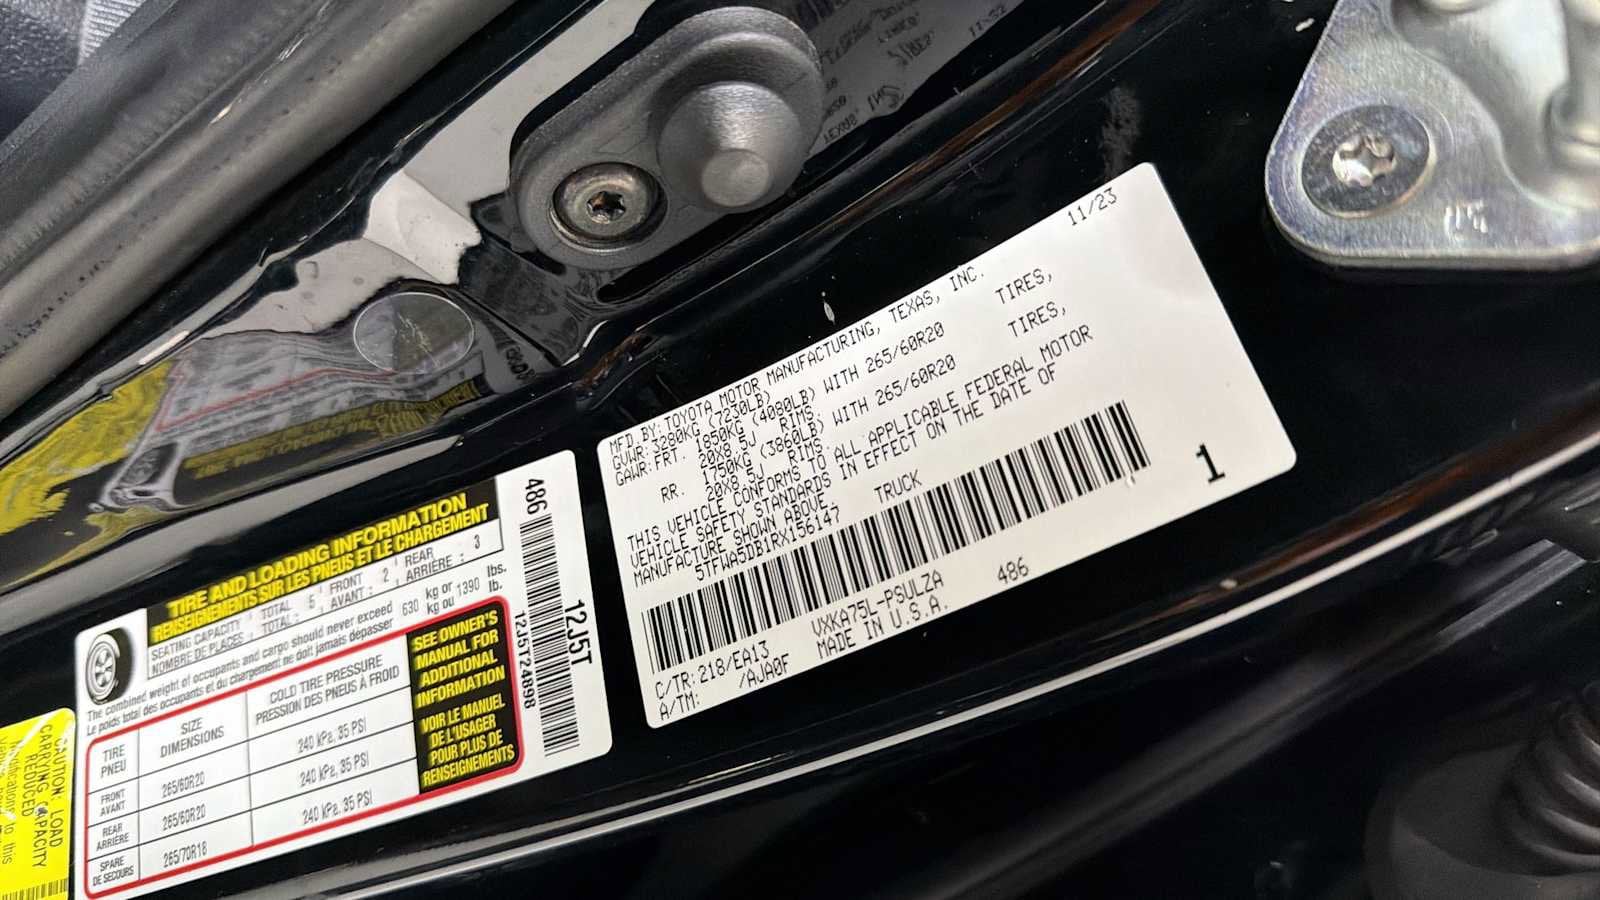 11/23
MFD.BY: TOYOTA MOTOR MANUFACTURING, TEXAS, INC.
GVWR: 3280KG (7230LB)
GAWR: FRT. 1850KG (4080LB) WITH 265/60R20 TIRES,
20X8.5J RIMS,
RR. 1750KG (3860LB) WITH 265/60R20 TIRES,
20X8.5J RIMS.
THIS VEHICLE CONFORMS TO ALL APPLICABLE FEDERAL MOTOR
VEHICLE SAFETY STANDARDS IN EFFECT ON THE DATE OF
MANUFACTURE SHOWN ABOVE.
5TFWA5DB1RX156147 TRUCK
1
C/TR: 218/EA13 VXKA75L-PSULZA 486
A/TM: /AJA0F MADE IN U.S.A.
TIRE AND LOADING INFORMATION
RENSEIGNEMENTS SUR LES PNEUS ET LE CHARGEMENT
SEATING CAPACITY TOTAL 5 FRONT 2 REAR 3
NOMBRE DE PLACES TOTAL: AVANT: ARRIÈRE:
The combined weight of occupants and cargo should never exceed 630 kg or 1390 lbs.
Le poids total des occupants et du chargement ne doit jamais dépasser kg ou lb.
TIRE PNEU SIZE DIMENSIONS COLD TIRE PRESSURE PRESSION DES PNEUS À FROID
FRONT AVANT 265/60R20 240 kPa, 35 PSI
REAR ARRIÈRE 265/60R20 240 kPa, 35 PSI
SPARE DE SECOURS 265/70R18 240 kPa, 35 PSI
SEE OWNER'S
MANUAL FOR
ADDITIONAL
INFORMATION
VOIR LE MANUEL
DE L'USAGER
POUR PLUS DE
RENSEIGNEMENTS
486
12J5T
12J5T24998
CAUTION: LOAD
CARRYING CAPACITY
REDUCED
Modifications to this